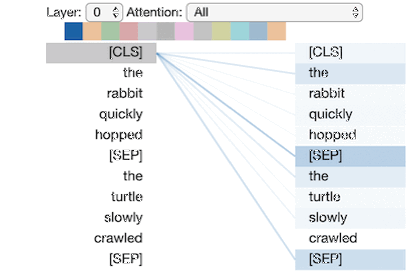 Layer: 0 Attention: All
[CLS] [CLS]
the the
rabbit rabbit
quickly quickly
hopped hopped
[SEP] [SEP]
the the
turtle turtle
slowly slowly
crawled crawled
[SEP] [SEP]